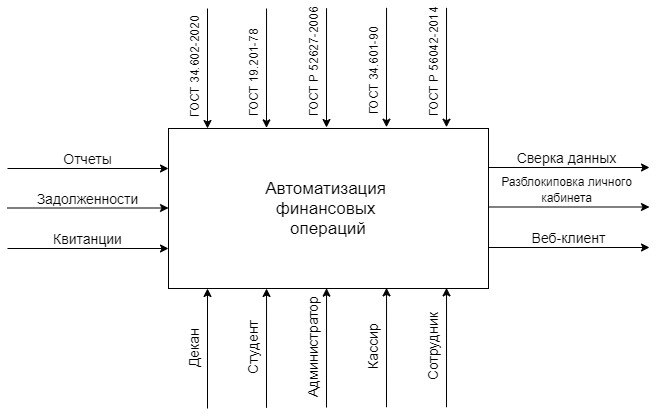 ГОСТ 34.602-2020
ГОСТ 19.201-78
ГОСТ Р 52627-2006
ГОСТ 34.601-90
ГОСТ Р 56042-2014
Отчеты
Задолженности
Квитанции
Автоматизация
финансовых
операций
Сверка данных
Разблокиповка личного
кабинета
Веб-клиент
Декан
Студент
Администратор
Кассир
Сотрудник